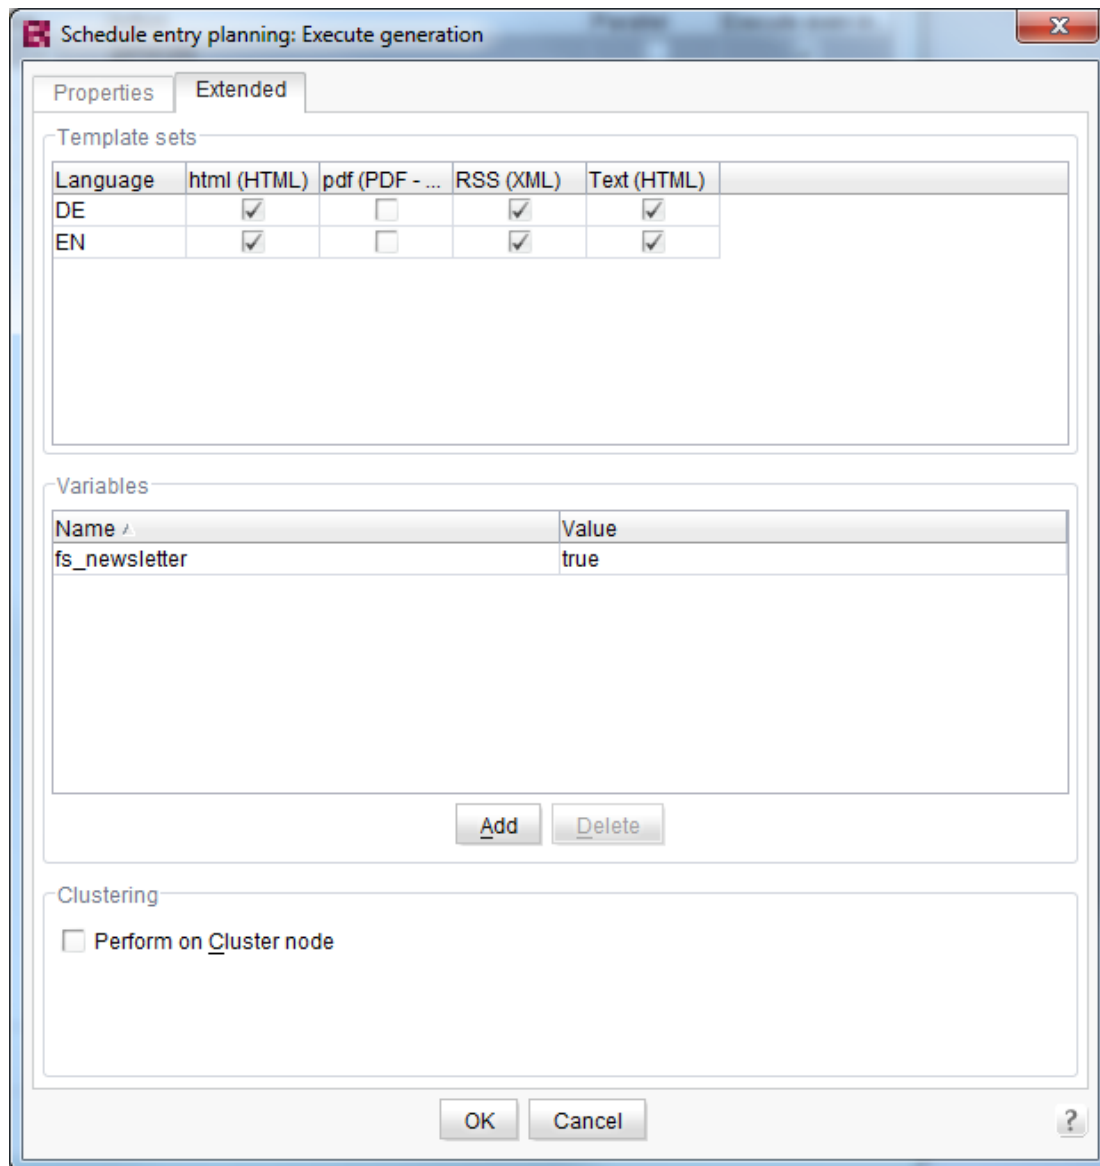 Schedule entry planning: Execute generation
Properties Extended
Template sets
Language html (HTML) pdf (PDF - ... RSS (XML) Text (HTML)
DE
EN
Variables
Name Value
fs_newsletter true
Add Delete
Clustering
Perform on Cluster node
OK Cancel ?